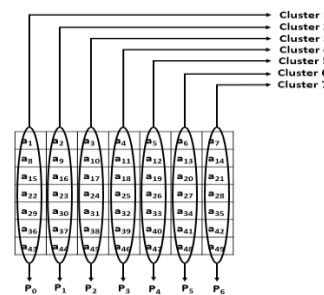 Cluster
Cluster
Cluster
Cluster
Cluster
Cluster
Cluster
a1 a2 a3 a4 a5 a6 a7
a8 a9 a10 a11 a12 a13 a14
a15 a16 a17 a18 a19 a20 a21
a22 a23 a24 a25 a26 a27 a28
a29 a30 a31 a32 a33 a34 a35
a36 a37 a38 a39 a40 a41 a42
a43 a44 a45 a46 a47 a48 a49
P0 P1 P2 P3 P4 P5 P6